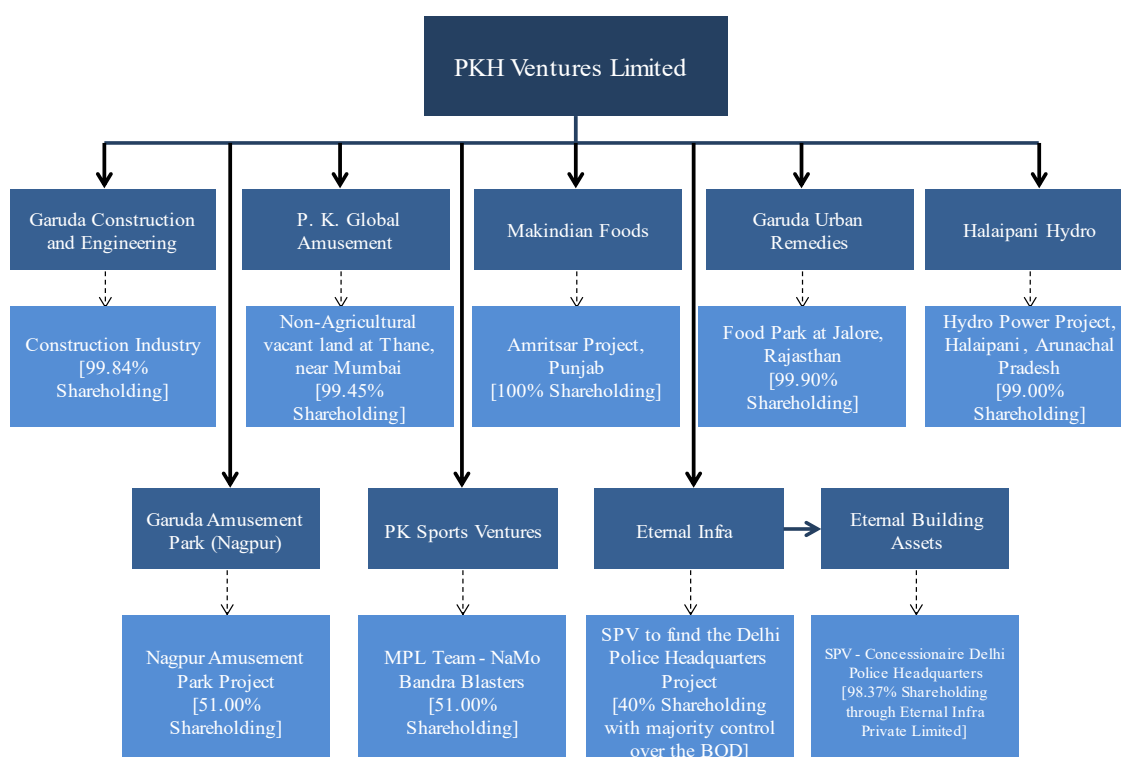 PKH Ventures Limited
Garuda Construction
and Engineering
P. K. Global
Amusement
Makindian Foods
Garuda Urban
Remedies
Halaipani Hydro
Construction Industry
[99.84%
Shareholding]
Non-Agricultural
vacant land at Thane,
near Mumbai
[99.45%
Shareholding]
Amritsar Project,
Punjab
[100% Shareholding]
Food Park at Jalore,
Rajasthan
[99.90%
Shareholding]
Hydro Power Project,
Halaipani, Arunachal
Pradesh
[99.00%
Shareholding]
Garuda Amusement
Park (Nagpur)
PK Sports Ventures
Eternal Infra
Eternal Building
Assets
Nagpur Amusement
Park Project
[51.00%
Shareholding]
MPL Team - NaMo
Bandra Blasters
[51.00%
Shareholding]
SPV to fund the Delhi
Police Headquarters
Project
[40% Shareholding
with majority control
over the BOD]
SPV - Concessionaire Delhi
Police Headquarters
[98.37% Shareholding
through Eternal Infra
Private Limited]